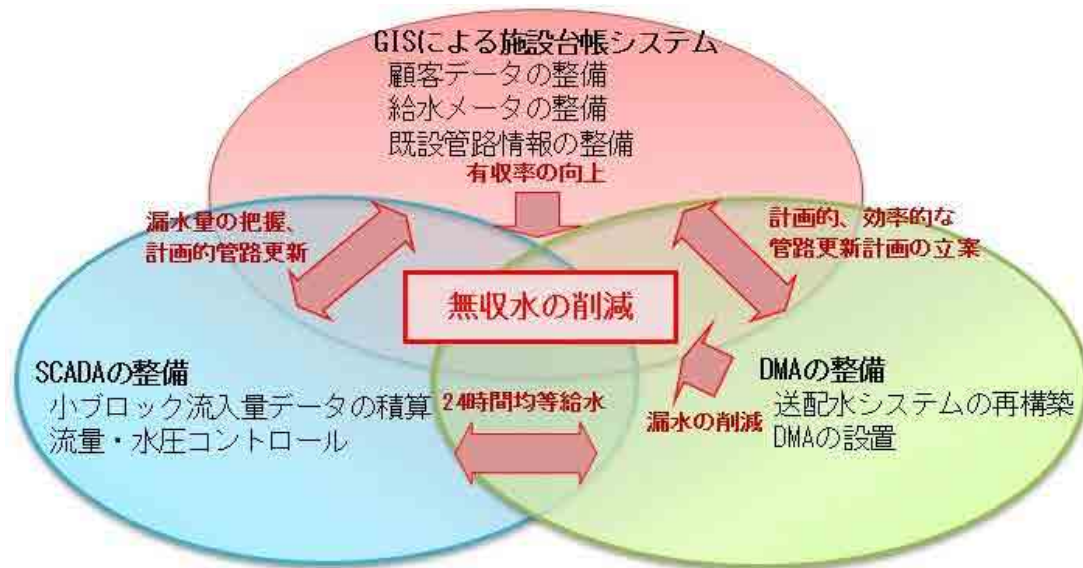 GISによる施設台帳システム
顧客データの整備
給水メータの整備
既設管路情報の整備
有収率の向上
漏水量の把握、
計画的管路更新
計画的、効率的な
管路更新計画の立案
無収水の削減
SCADAの整備
小ブロック流入量データの積算
流量・水圧コントロール
24時間均等給水
漏水の削減
DMAの整備
送配水システムの再構築
DMAの設置